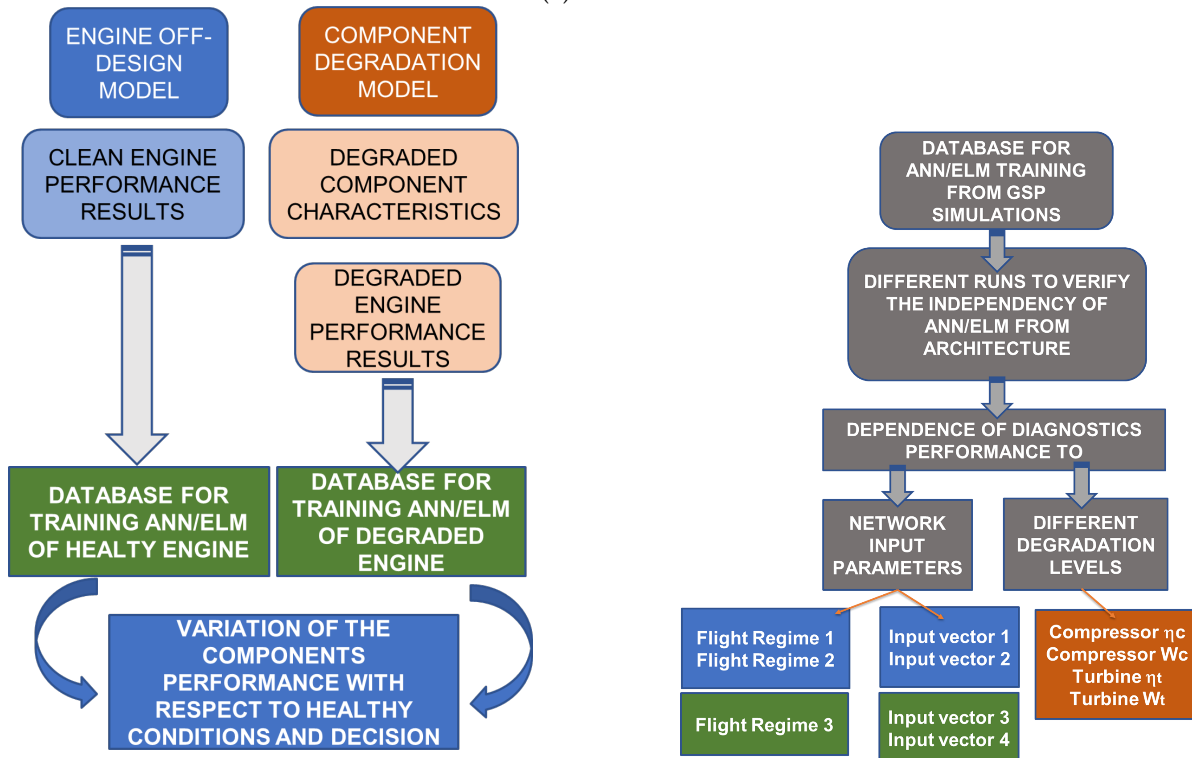 ENGINE OFF-
DESIGN
MODEL
COMPONENT
DEGRADATION
MODEL
CLEAN ENGINE
PERFORMANCE
RESULTS
DEGRADED
COMPONENT
CHARACTERISTICS
DEGRADED
ENGINE
PERFORMANCE
RESULTS
DATABASE FOR
TRAINING ANN/ELM
OF HEALTY ENGINE
DATABASE FOR
TRAINING ANN/ELM
OF DEGRADED
ENGINE
VARIATION OF THE
COMPONENTS
PERFORMANCE WITH
RESPECT TO HEALTHY
CONDITIONS AND DECISION
DATABASE FOR
ANN/ELM TRAINING
FROM GSP
SIMULATIONS
DIFFERENT RUNS TO VERIFY
THE INDEPENDENCY OF
ANN/ELM FROM
ARCHITECTURE
DEPENDENCE OF DIAGNOSTICS
PERFORMANCE TO
NETWORK
INPUT
PARAMETERS
DIFFERENT
DEGRADATION
LEVELS
Flight Regime 1
Flight Regime 2
Input vector 1
Input vector 2
Compressor ηc
Compressor Wc
Turbine ηt
Turbine Wt
Flight Regime 3
Input vector 3
Input vector 4